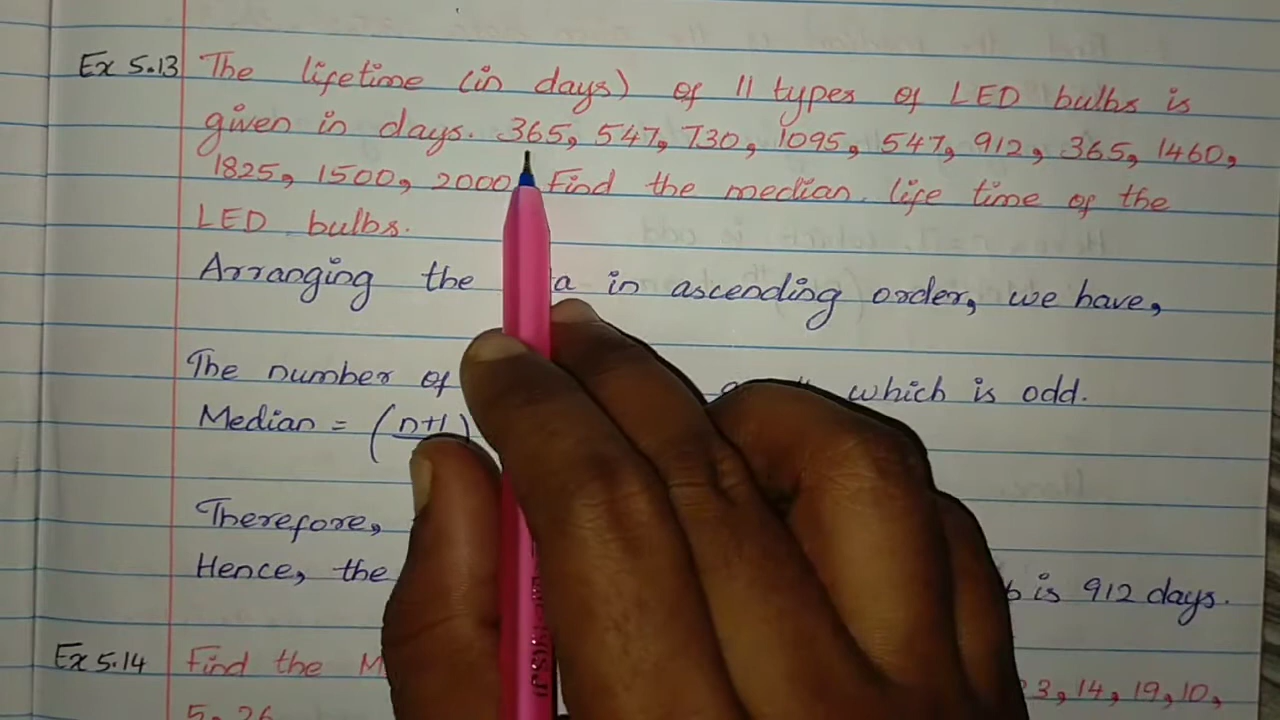 Ex 5.13 The lifetime (in days) of 11 types of LED bulbs is
given in days. 365, 547, 730, 1095, 547, 912, 365, 1460,
1825, 1500, 2000 Find the median life time of the
LED bulbs.
Arranging the in ascending order, we have,
The number of which is odd.
Median = (n+1
Therefore,
Hence, the is 912 days.
Ex 5.14 Find the 3, 14, 19, 10,
5, 26